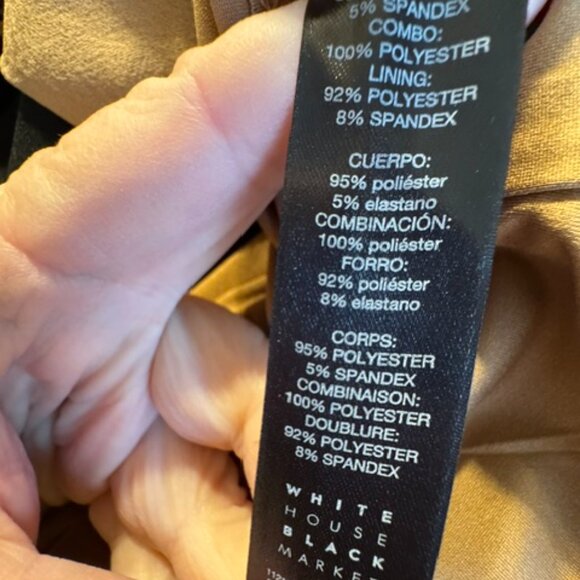 5% SPANDEX
COMBO:
100% POLYESTER
LINING:
92% POLYESTER
8% SPANDEX
CUERPO:
95% poliéster
5% elastano
COMBINACIÓN:
100% poliéster
FORRO:
92% poliéster
8% elastano
CORPS:
95% POLYESTER
5% SPANDEX
COMBINAISON:
100% POLYESTER
DOUBLURE:
92% POLYESTER
8% SPANDEX
WHITE
HOUSE
BLACK
MARKET